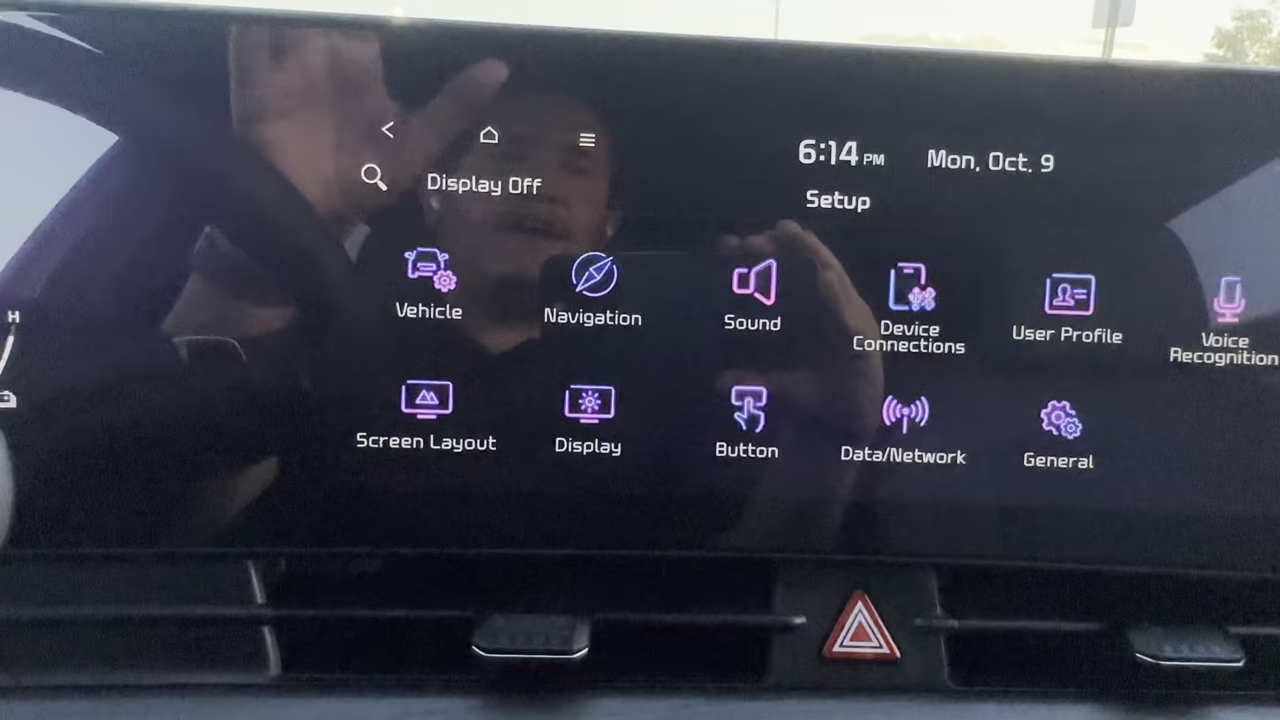 6:14 PM
Mon, Oct. 9
Display Off
Setup
Vehicle
Navigation
Sound
Device
Connections
User Profile
Voice
Recognition
Screen Layout
Display
Button
Data/Network
General
H